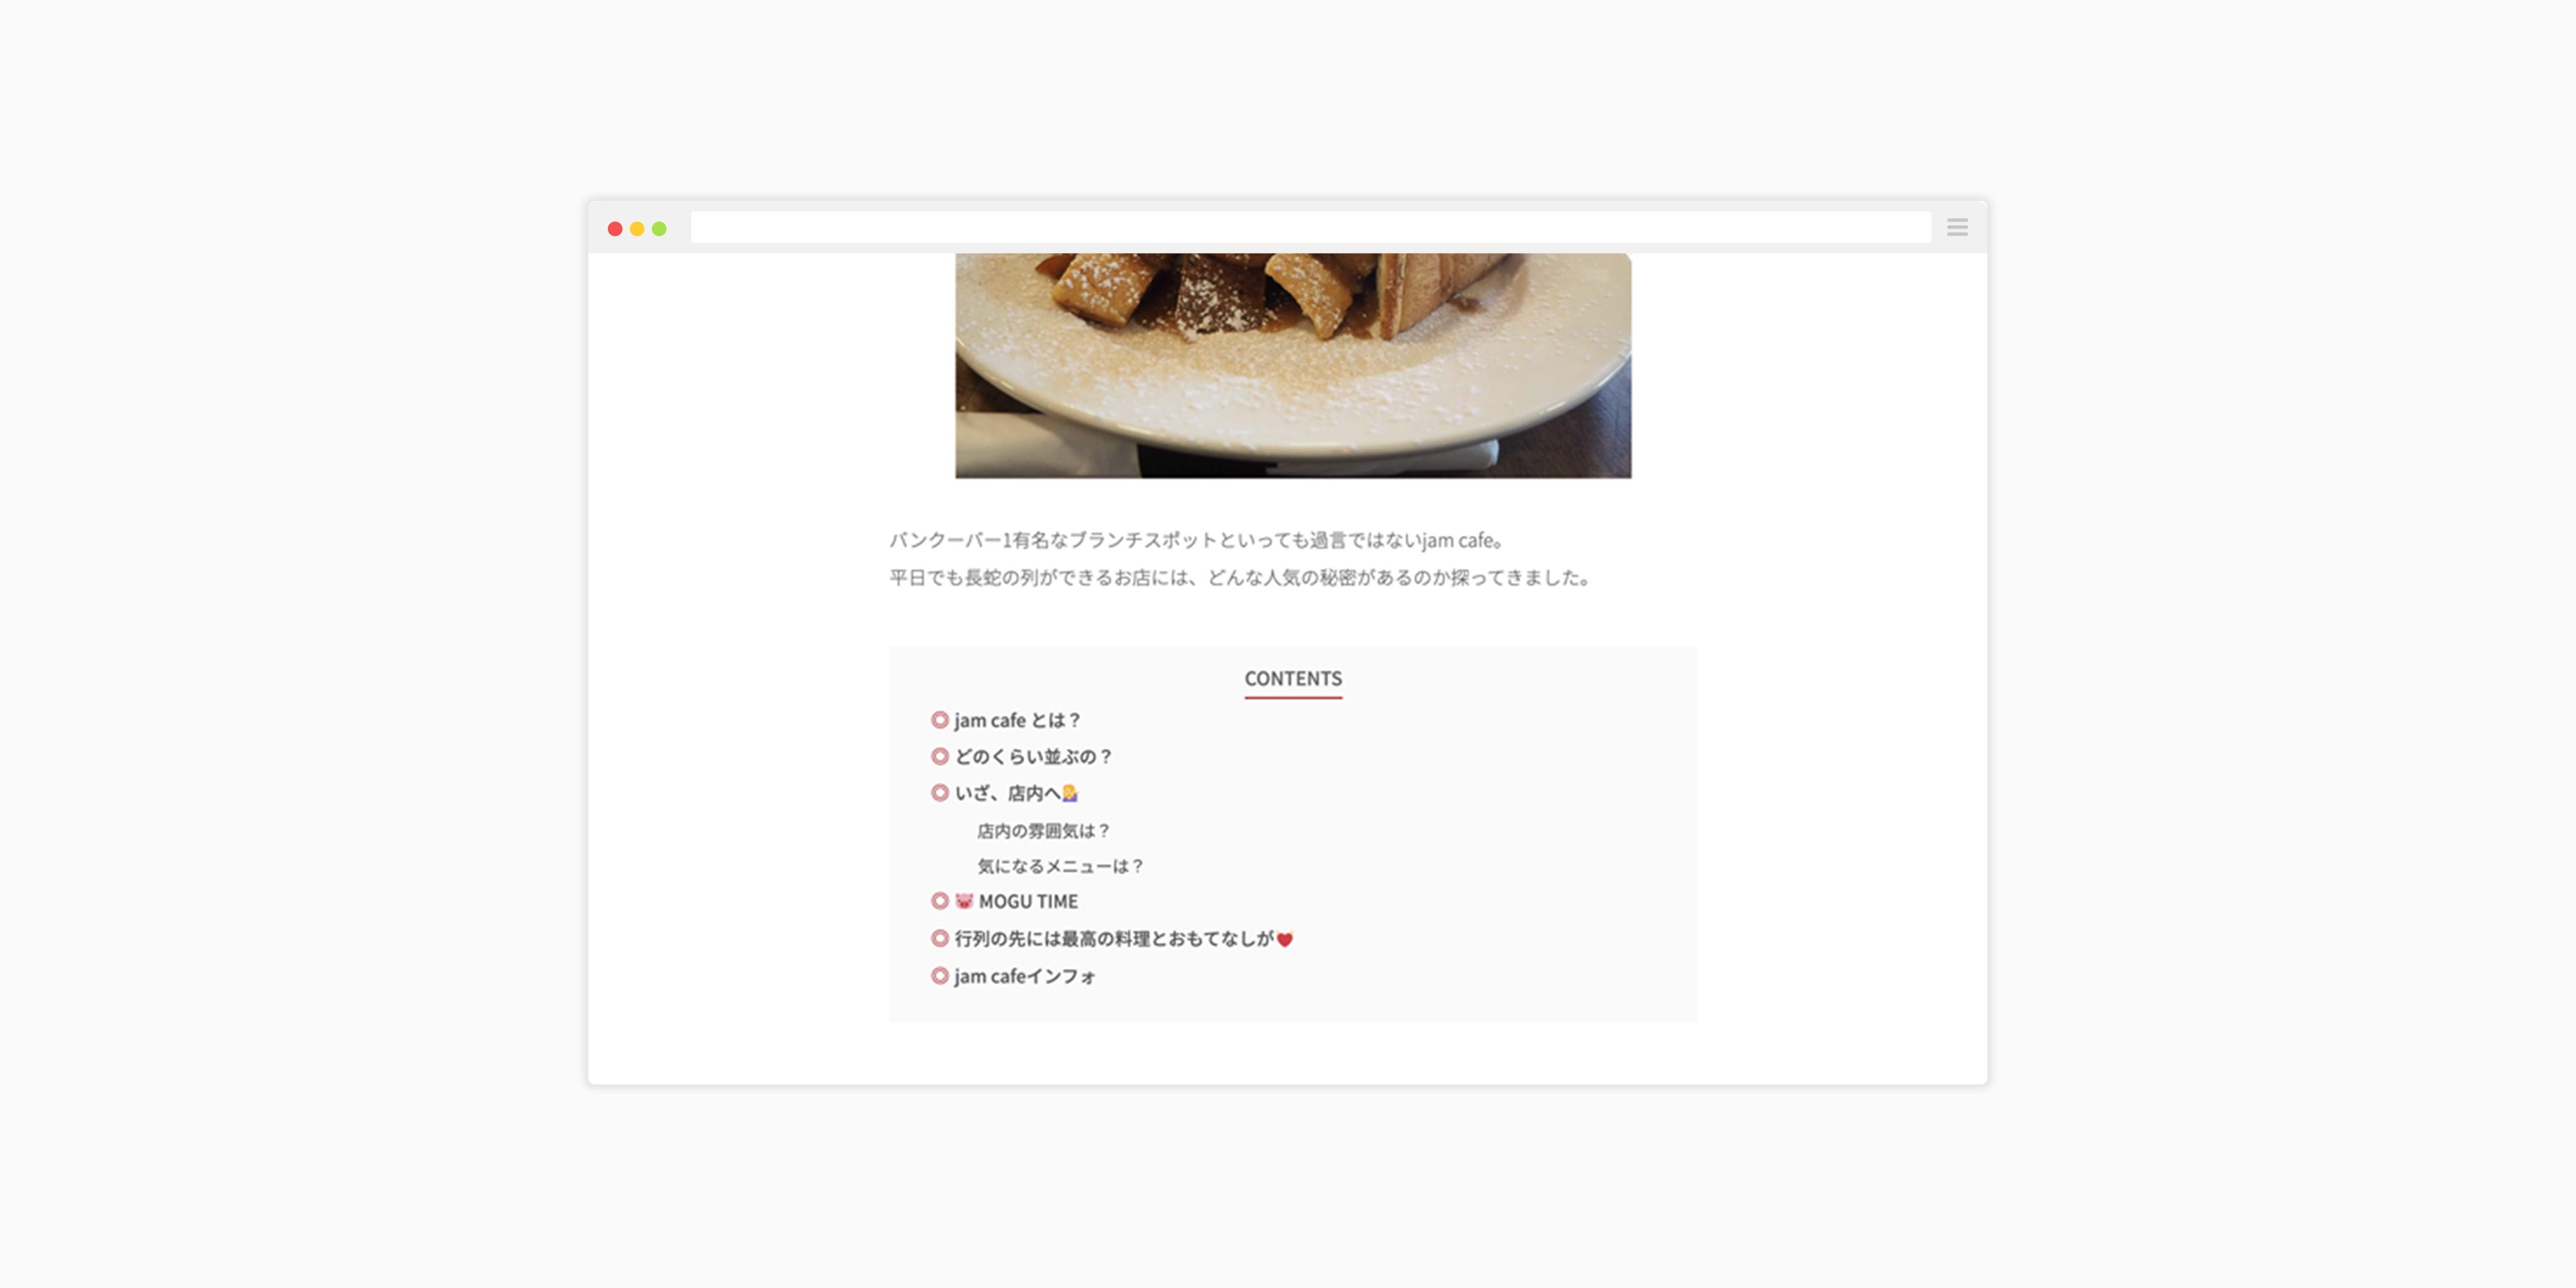 バンクーバー1有名なブランチスポットといっても過言ではないjam cafe。
平日でも長蛇の列ができるお店には、どんな人気の秘密があるのか探ってきました。
CONTENTS
jam cafe とは？
どのくらい並ぶの？
いざ、店内へ💁‍♀️
店内の雰囲気は？
気になるメニューは？
🐷 MOGU TIME
行列の先には最高の料理とおもてなしが❤️
jam cafeインフォ